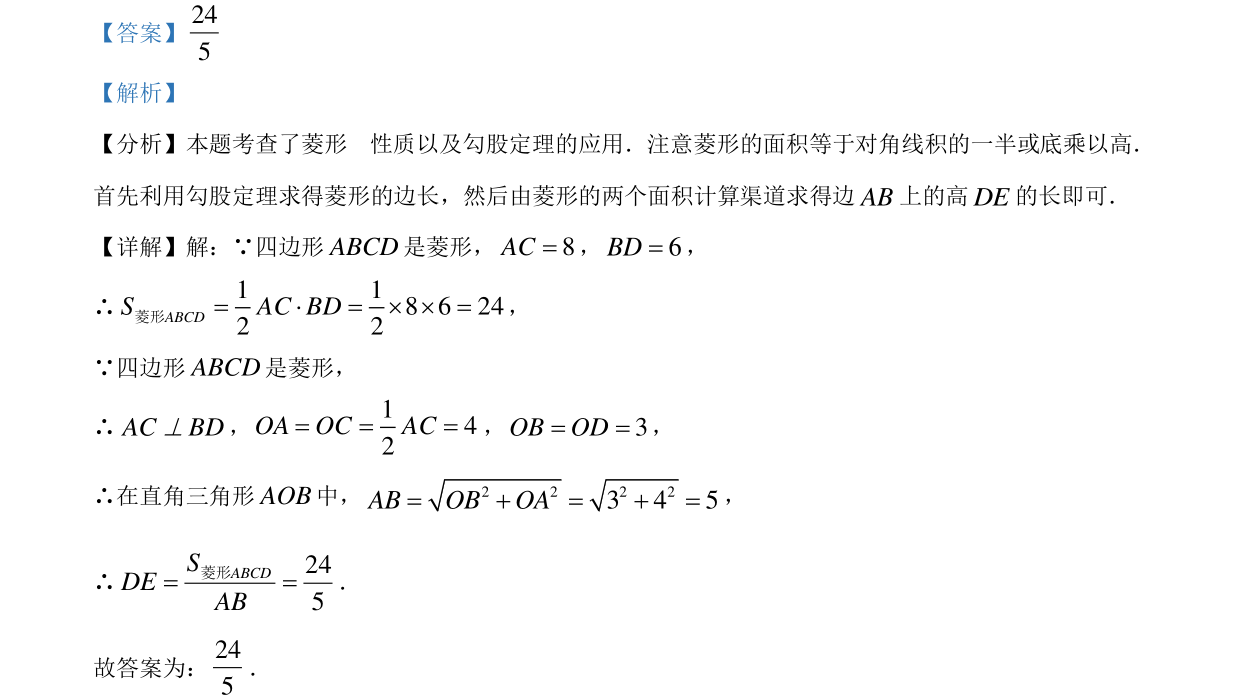 【答案】24/5
【解析】
【分析】本题考查了菱形 性质以及勾股定理的应用．注意菱形的面积等于对角线积的一半或底乘以高．
首先利用勾股定理求得菱形的边长，然后由菱形的两个面积计算渠道求得边 AB 上的高 DE 的长即可．
【详解】解：∵四边形 ABCD 是菱形， AC = 8 ， BD = 6 ，
∴ S菱形ABCD = 1/2 AC · BD = 1/2 × 8 × 6 = 24 ，
∵四边形 ABCD 是菱形，
∴ AC ⊥ BD ， OA = OC = 1/2 AC = 4 ， OB = OD = 3 ，
∴在直角三角形 AOB 中， AB = √(OB² + OA²) = √(3² + 4²) = 5 ，
∴ DE = S菱形ABCD/AB = 24/5 ．
故答案为：24/5 ．